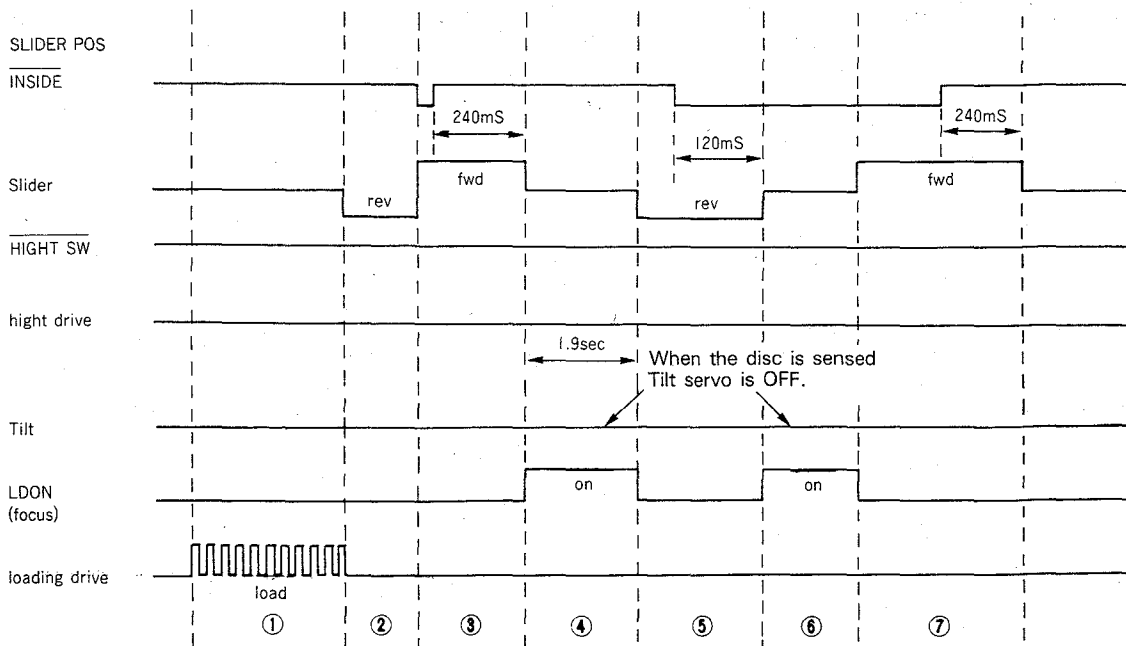 SLIDER POS
INSIDE
240mS
240mS
120mS
Slider
rev
fwd
rev
fwd
HIGHT SW
hight drive
1.9sec
When the disc is sensed
Tilt servo is OFF.
Tilt
LDON
(focus)
on
on
loading drive
load
① ② ③ ④ ⑤ ⑥ ⑦